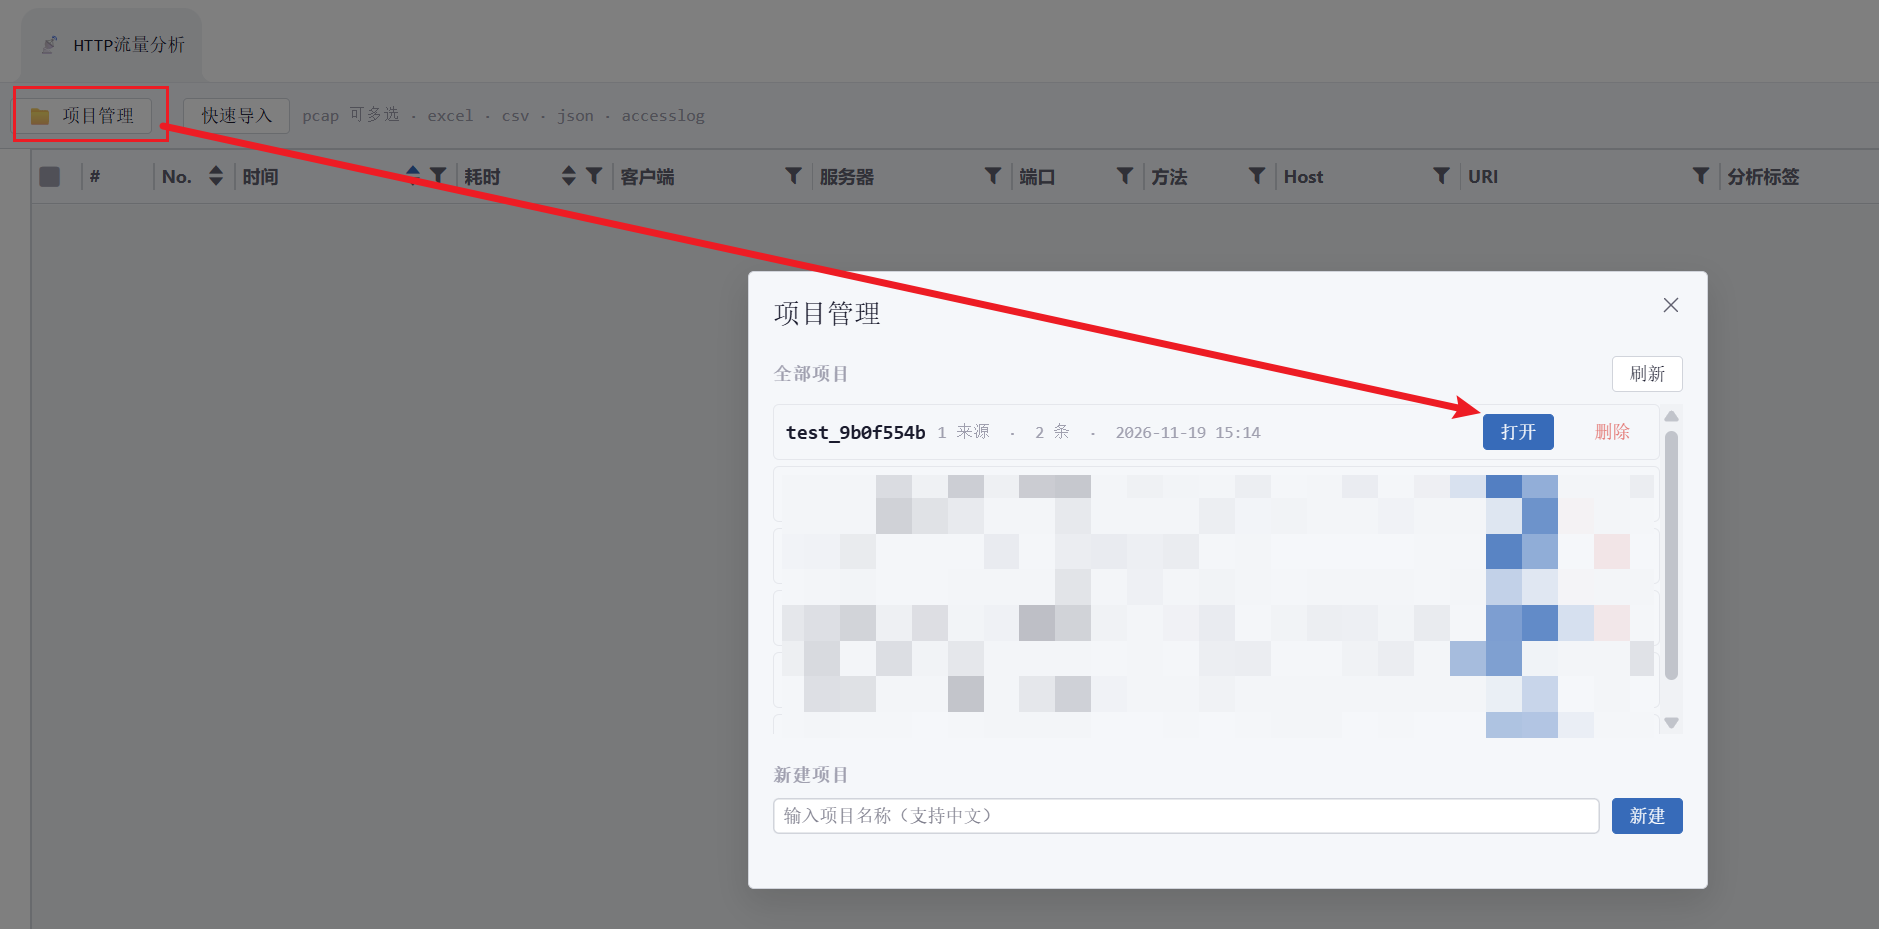 HTTP流量分析
项目管理 快速导入 pcap 可多选 · excel · csv · json · accesslog
# No. 时间 耗时 客户端 服务器 端口 方法 Host URI 分析标签
项目管理
全部项目 刷新
test_9b0f554b 1 来源 · 2 条 · 2026-11-19 15:14 打开 删除
新建项目
输入项目名称（支持中文） 新建